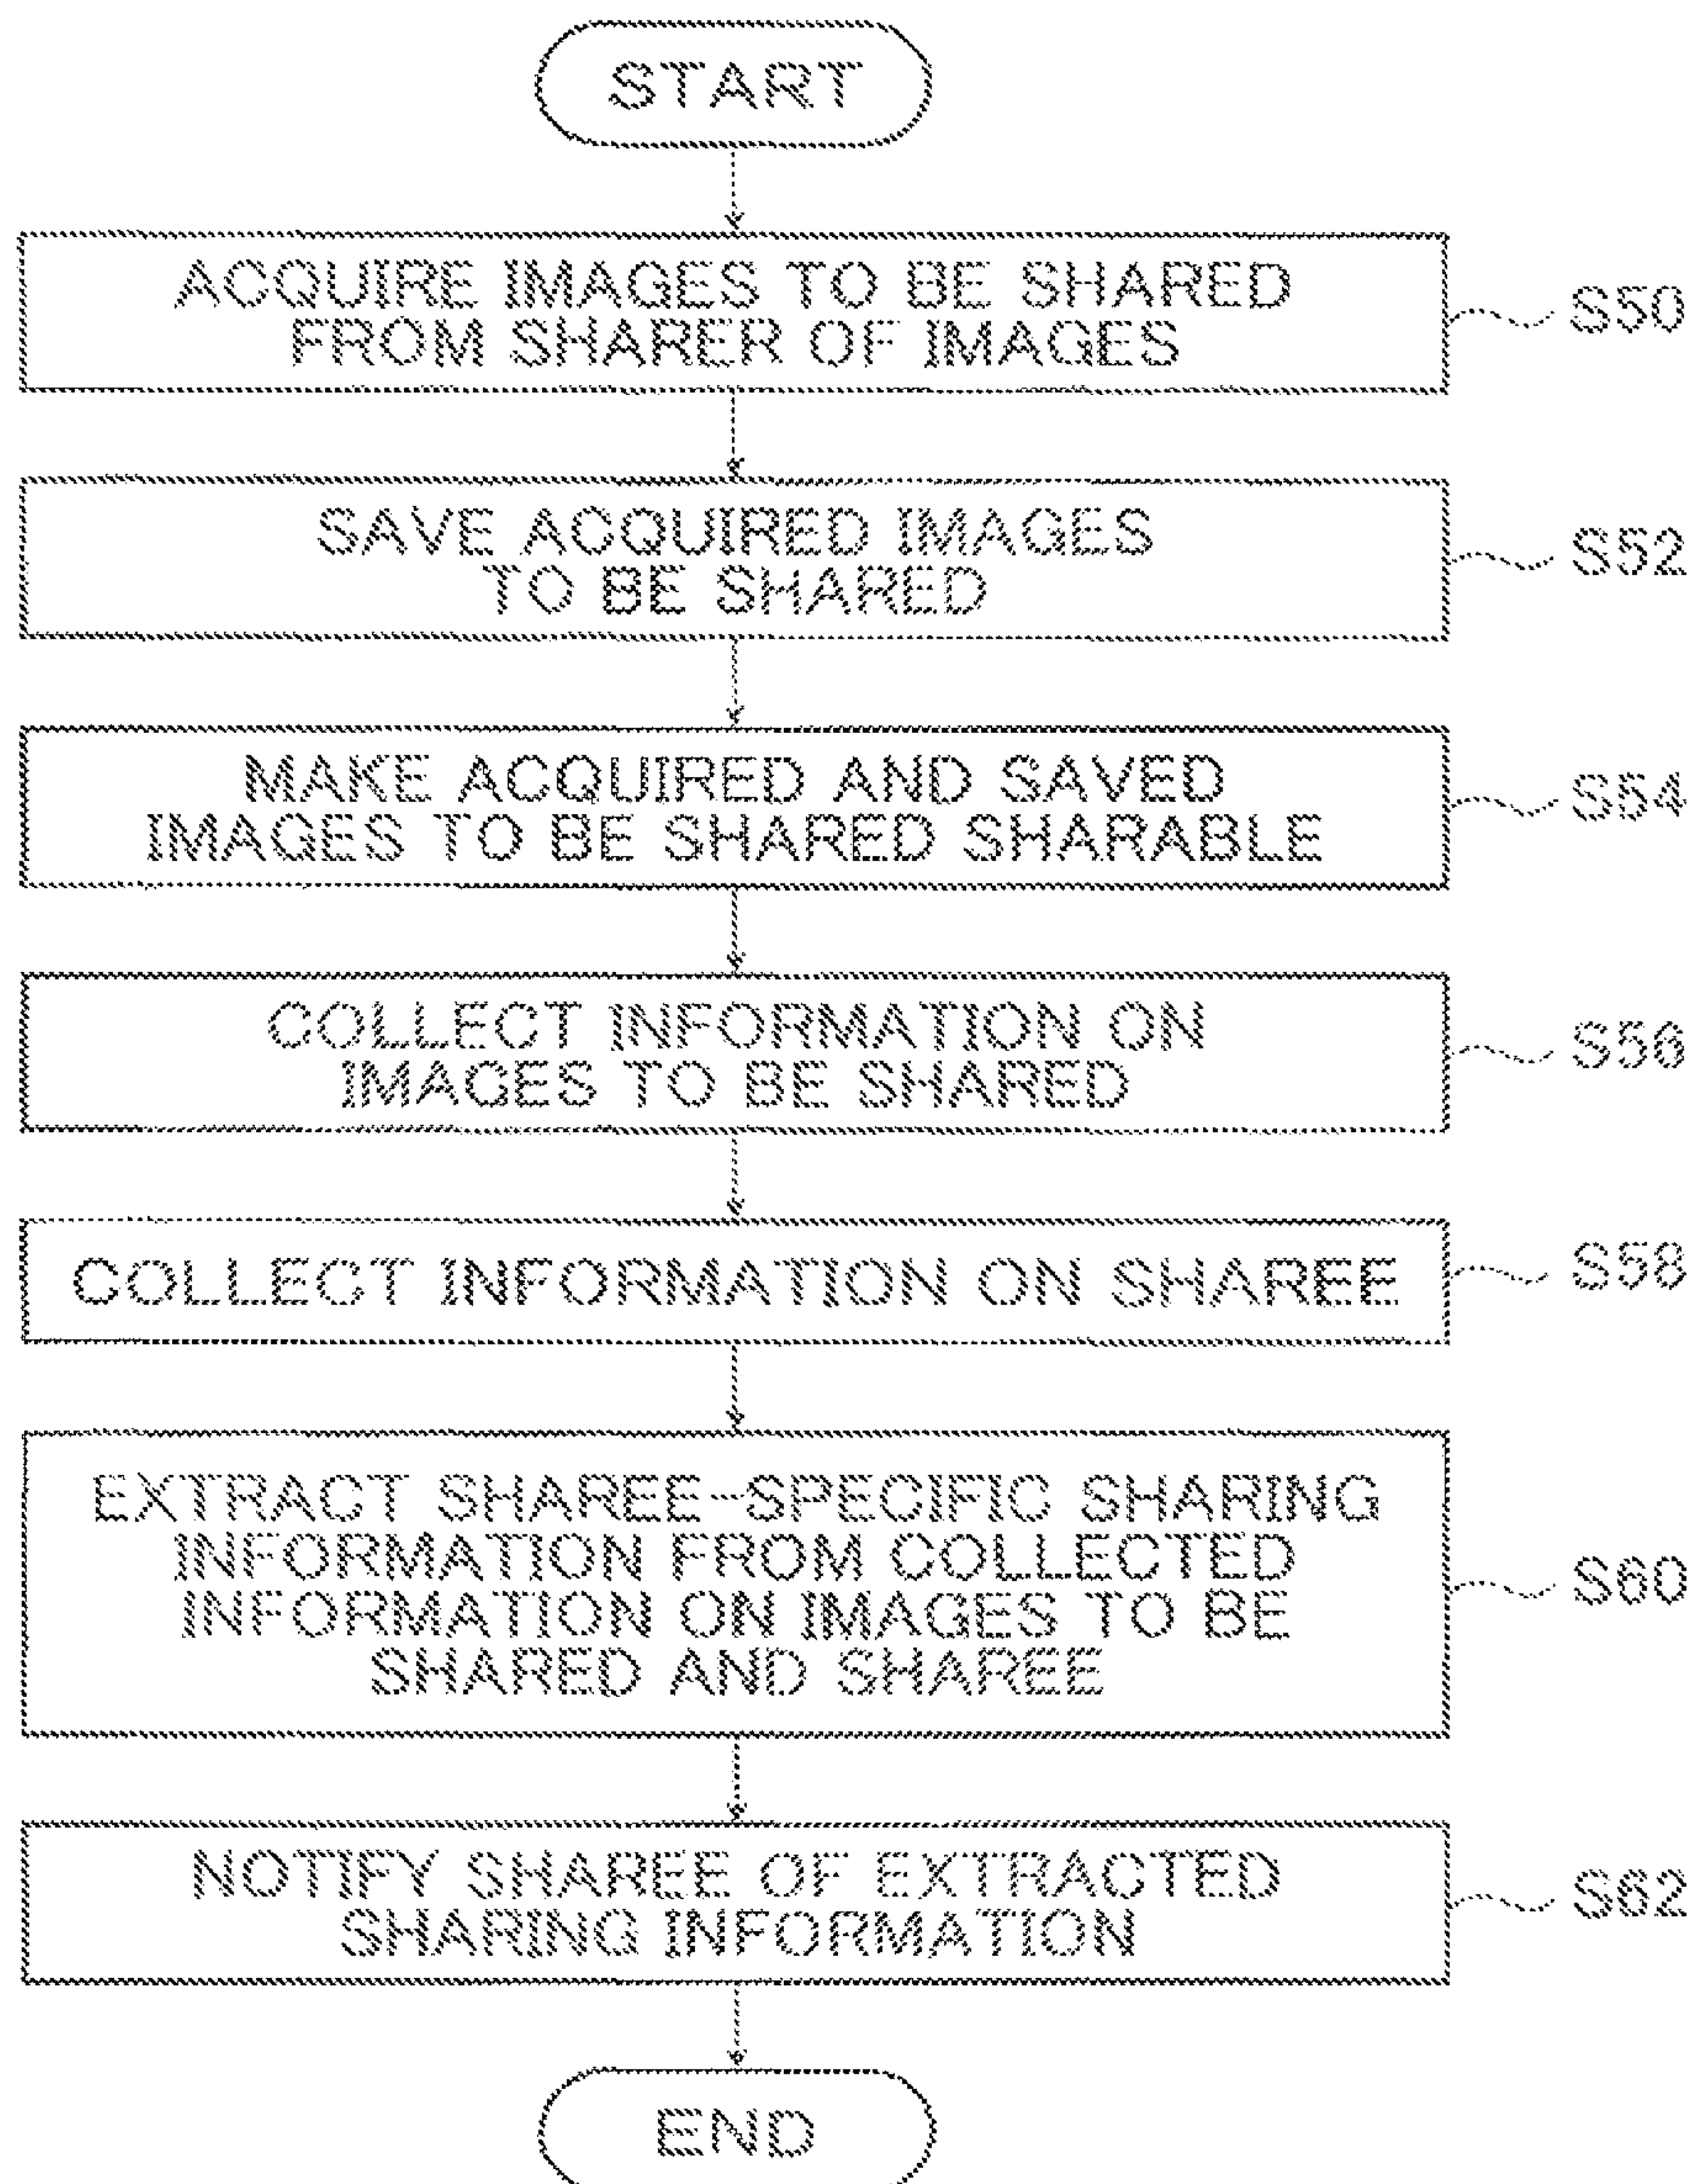 START
ACQUIRE IMAGES TO BE SHARED
FROM SHARER OF IMAGES
S50
SAVE ACQUIRED IMAGES
TO BE SHARED
S52
MAKE ACQUIRED AND SAVED
IMAGES TO BE SHARED SHARABLE
S54
COLLECT INFORMATION ON
IMAGES TO BE SHARED
S56
COLLECT INFORMATION ON SHAREE
S58
EXTRACT SHAREE-SPECIFIC SHARING
INFORMATION FROM COLLECTED
INFORMATION ON IMAGES TO BE
SHARED AND SHAREE
S60
NOTIFY SHAREE OF EXTRACTED
SHARING INFORMATION
S62
END